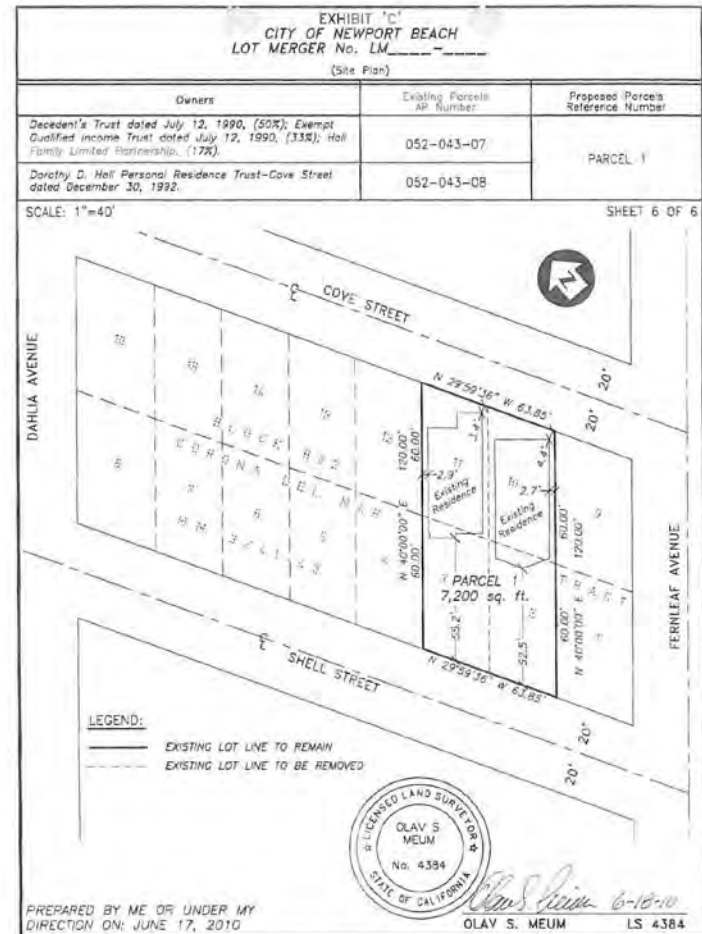 EXHIBIT 'C'
CITY OF NEWPORT BEACH
LOT MERGER No. LM____-____
(Site Plan)
Owners
Existing Parcels
AP Number
Proposed Parcels
Reference Number
Decedent's Trust dated July 12, 1990, (50%); Exempt
Qualified Income Trust dated July 12, 1990, (33%); Hall
Family Limited Partnership, (17%).
052-043-07
PARCEL 1
Dorothy D. Hall Personal Residence Trust-Cove Street
dated December 30, 1992.
052-043-08
SCALE: 1"=40'
SHEET 6 OF 6
COVE STREET
DAHLIA AVENUE
FERNLEAF AVENUE
SHELL STREET
20'
20'
N 29°59'36" W 63.85'
120.00'
60.00'
N 40°00'00" E
60.00'
3.4'
4.4'
2.9'
2.7'
11
Existing
Residence
10
Existing
Residence
60.00'
120.00'
60.00'
N 40°00'00" E
BLOCK
CORONA DEL MAR
TRACT
PARCEL 1
7,200 sq. ft.
55.2'
52.5'
N 29°59'36" W 63.85'
20'
20'
LEGEND:
EXISTING LOT LINE TO REMAIN
EXISTING LOT LINE TO BE REMOVED
LICENSED LAND SURVEYOR
OLAV S.
MEUM
No. 4384
STATE OF CALIFORNIA
PREPARED BY ME OR UNDER MY
DIRECTION ON: JUNE 17, 2010
6-18-10
OLAV S. MEUM
LS 4384